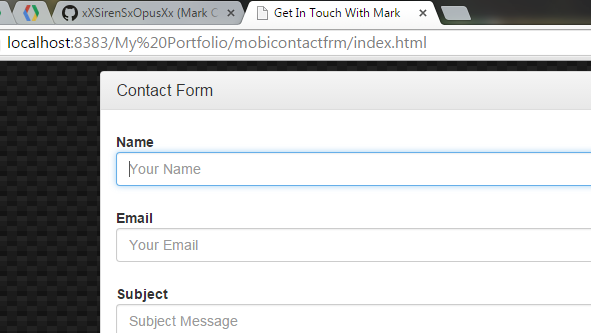 xXSirenSxOpusXx (Mark C
Get In Touch With Mark
localhost:8383/My%20Portfolio/mobicontactfrm/index.html
Contact Form
Name
Your Name
Email
Your Email
Subject
Subject Message